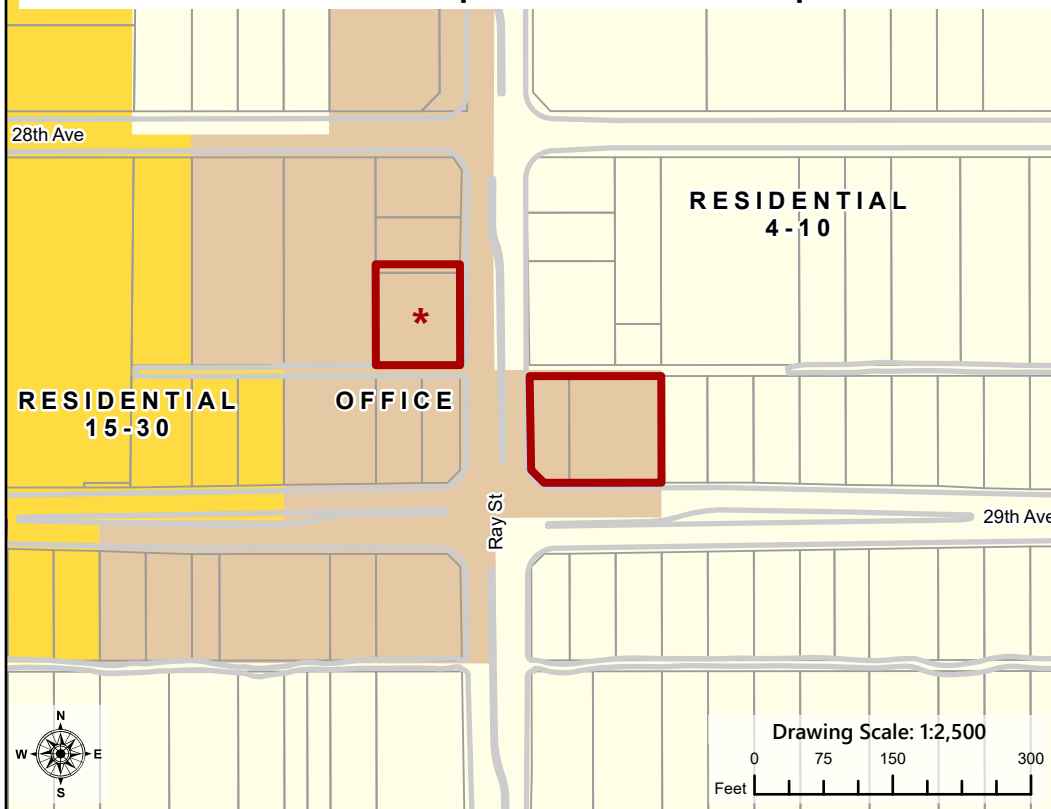 28th Ave
RESIDENTIAL
4-10
*
RESIDENTIAL
15-30
OFFICE
Ray St
29th Ave
N
W E
S
Drawing Scale: 1:2,500
0 75 150 300
Feet